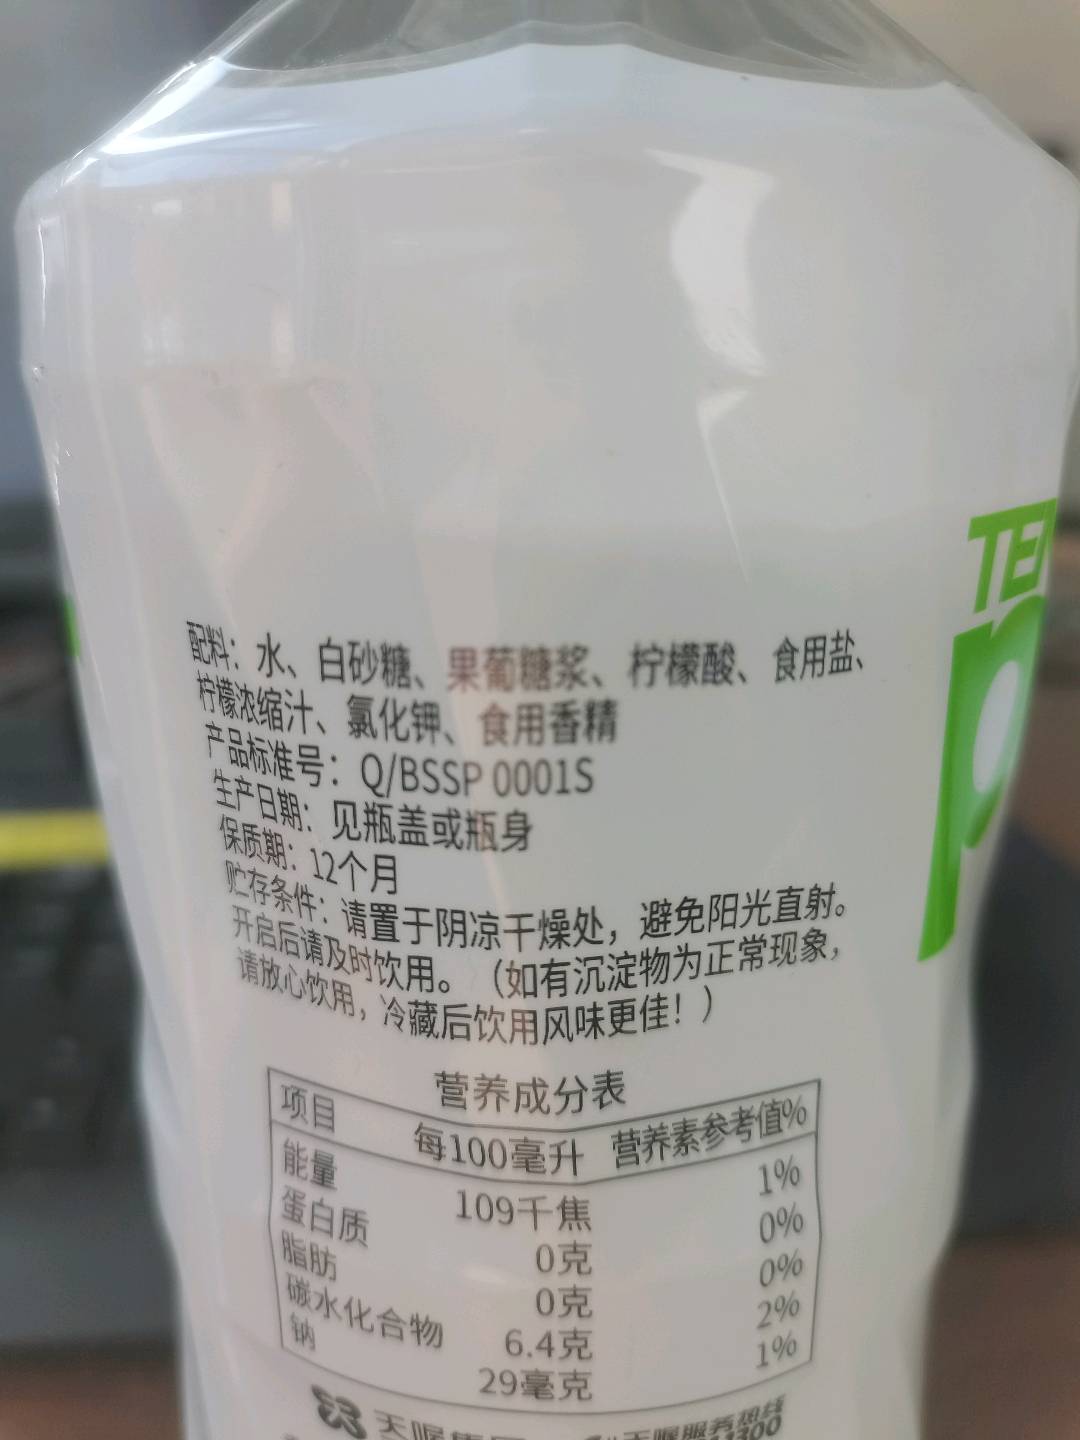 配料：水、白砂糖、果葡糖浆、柠檬酸、食用盐、
柠檬浓缩汁、氯化钾、食用香精
产品标准号：Q/BSSP 0001S
生产日期：见瓶盖或瓶身
保质期：12个月
贮存条件：请置于阴凉干燥处，避免阳光直射。
开启后请及时饮用。（如有沉淀物为正常现象，
请放心饮用，冷藏后饮用风味更佳！）
营养成分表
项目 每100毫升 营养素参考值%
能量 109千焦 1%
蛋白质 0克 0%
脂肪 0克 0%
碳水化合物 6.4克 2%
钠 29毫克 1%
TE
p